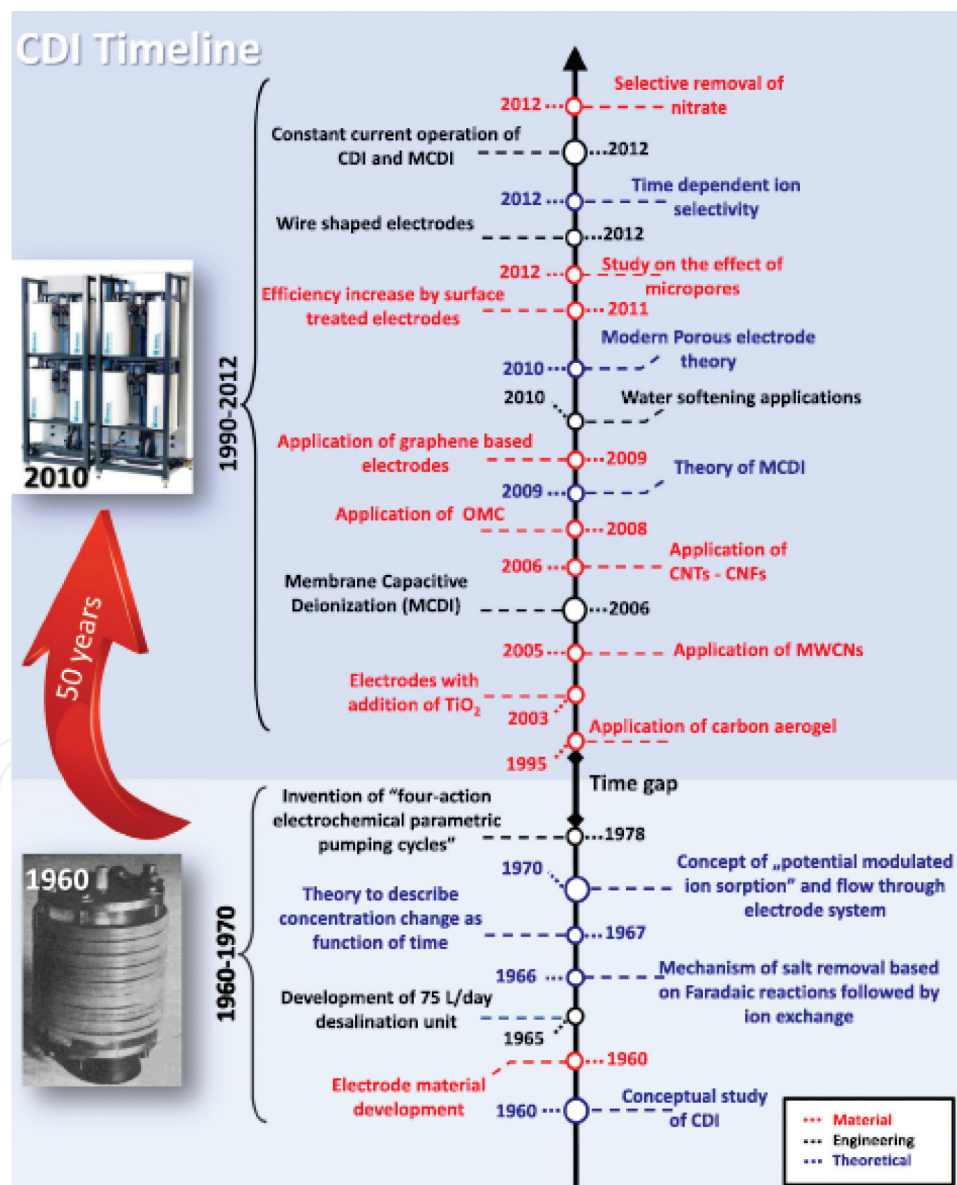 CDI Timeline
2012
Selective removal of
nitrate
Constant current operation of
CDI and MCDI
2012
2012
Time dependent ion
selectivity
Wire shaped electrodes
2012
2012
Study on the effect of
micropores
Efficiency increase by surface
treated electrodes
2011
Modern Porous electrode
theory
2010
2010
Water softening applications
Application of graphene based
electrodes
2009
2009
Theory of MCDI
Application of OMC
2008
2006
Application of
CNTs - CNFs
Membrane Capacitive
Deionization (MCDI)
2006
2005
Application of MWCNs
Electrodes with
addition of TiO₂
2003
Application of carbon aerogel
1995
1990-2012
2010
50 years
Time gap
Invention of “four-action
electrochemical parametric
pumping cycles”
1978
1970
Concept of „potential modulated
ion sorption” and flow through
electrode system
Theory to describe
concentration change as
function of time
1967
1966
Mechanism of salt removal based
on Faradaic reactions followed by
ion exchange
Development of 75 L/day
desalination unit
1965
1960
Electrode material
development
1960
Conceptual study
of CDI
1960-1970
1960
Material
Engineering
Theoretical